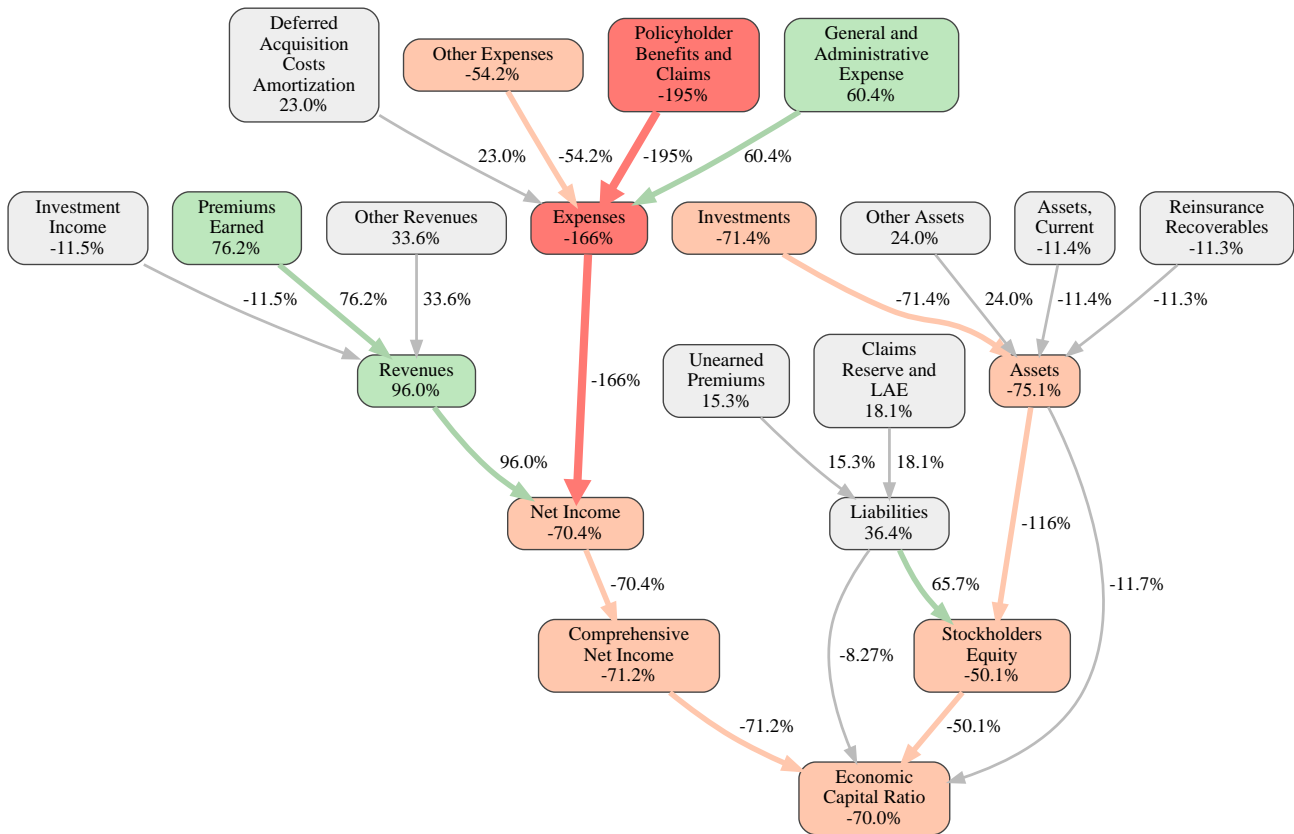 Deferred
Acquisition
Costs
Amortization
23.0%
Other Expenses
-54.2%
Policyholder
Benefits and
Claims
-195%
General and
Administrative
Expense
60.4%
23.0%
-54.2%
-195%
60.4%
Investment
Income
-11.5%
Premiums
Earned
76.2%
Other Revenues
33.6%
Expenses
-166%
Investments
-71.4%
Other Assets
24.0%
Assets,
Current
-11.4%
Reinsurance
Recoverables
-11.3%
-11.5%
76.2%
33.6%
-71.4%
24.0%
-11.4%
-11.3%
Revenues
96.0%
-166%
Unearned
Premiums
15.3%
Claims
Reserve and
LAE
18.1%
Assets
-75.1%
96.0%
15.3%
18.1%
Net Income
-70.4%
Liabilities
36.4%
-116%
-70.4%
65.7%
-11.7%
Comprehensive
Net Income
-71.2%
-8.27%
Stockholders
Equity
-50.1%
-71.2%
-50.1%
Economic
Capital Ratio
-70.0%